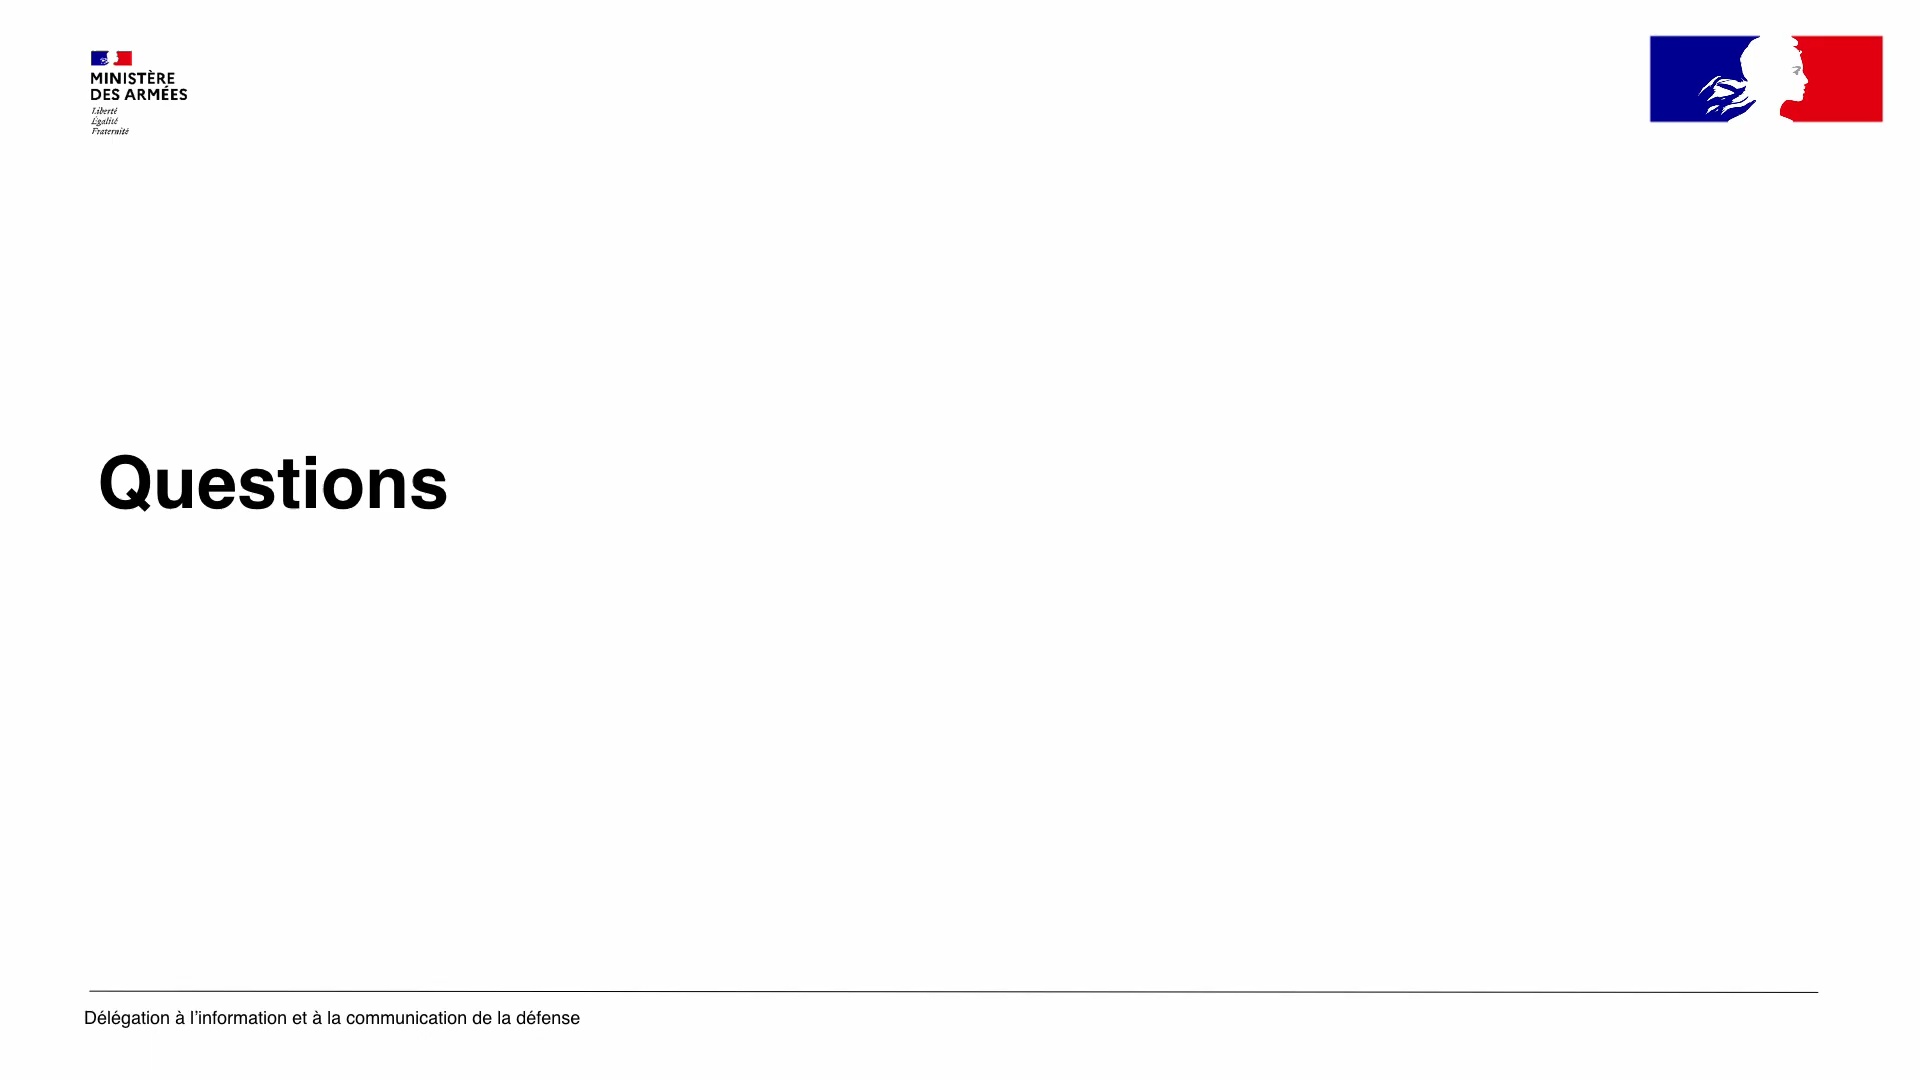 MINISTÈRE
DES ARMÉES
Liberté
Égalité
Fraternité
Questions
Délégation à l’information et à la communication de la défense